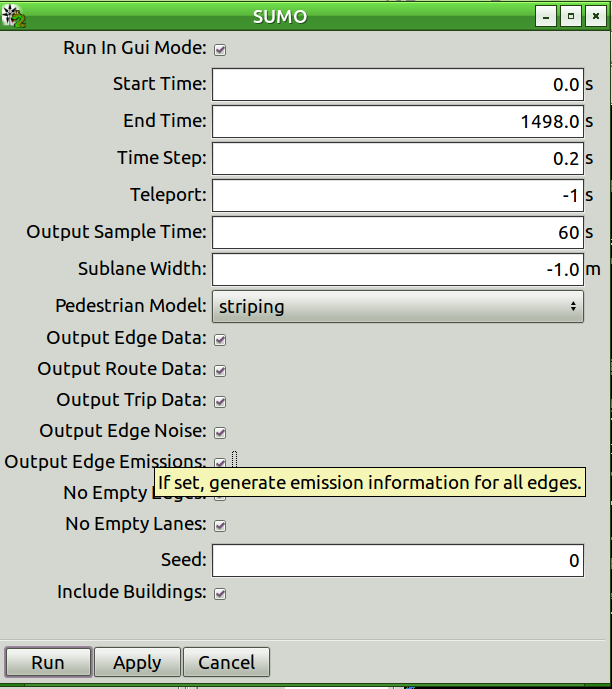 SUMO
Run In Gui Mode:
Start Time: 0.0 s
End Time: 1498.0 s
Time Step: 0.2 s
Teleport: -1 s
Output Sample Time: 60 s
Sublane Width: -1.0 m
Pedestrian Model: striping
Output Edge Data:
Output Route Data:
Output Trip Data:
Output Edge Noise:
Output Edge Emissions:
If set, generate emission information for all edges.
No Empty Edges:
No Empty Lanes:
Seed: 0
Include Buildings:
Run Apply Cancel